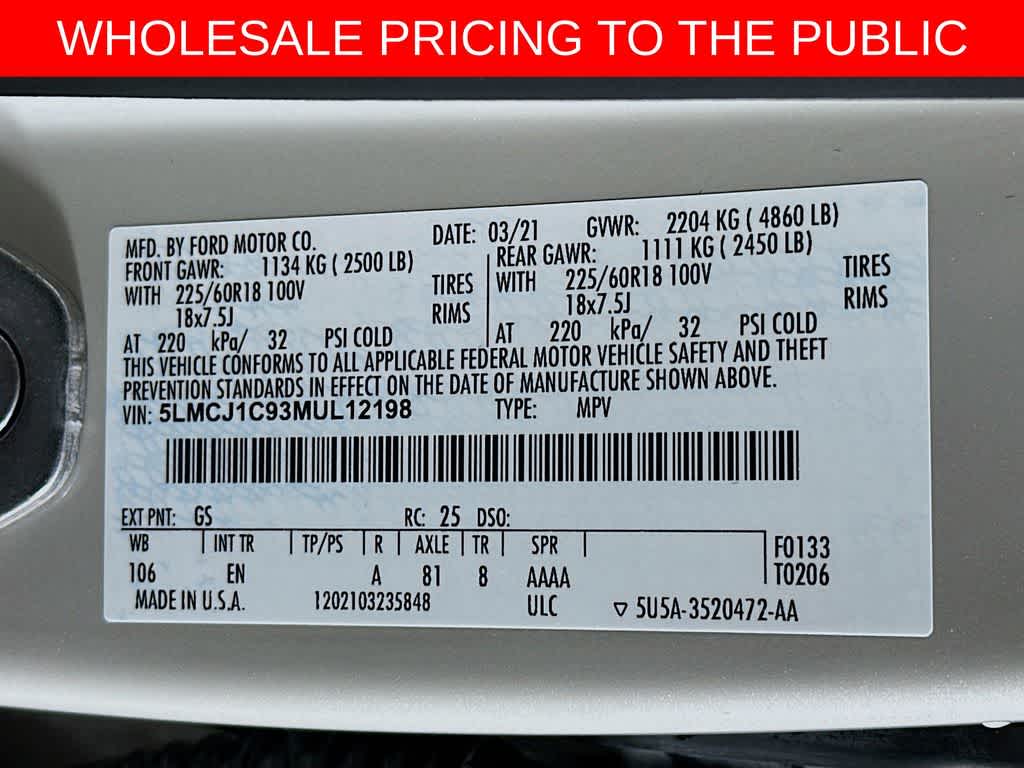 WHOLESALE PRICING TO THE PUBLIC
MFD. BY FORD MOTOR CO. DATE: 03/21 GVWR: 2204 KG ( 4860 LB)
FRONT GAWR: 1134 KG ( 2500 LB) REAR GAWR: 1111 KG ( 2450 LB)
WITH 225/60R18 100V TIRES WITH 225/60R18 100V TIRES
18x7.5J RIMS 18x7.5J RIMS
AT 220 kPa/ 32 PSI COLD AT 220 kPa/ 32 PSI COLD
THIS VEHICLE CONFORMS TO ALL APPLICABLE FEDERAL MOTOR VEHICLE SAFETY AND THEFT
PREVENTION STANDARDS IN EFFECT ON THE DATE OF MANUFACTURE SHOWN ABOVE.
VIN: 5LMCJ1C93MUL12198 TYPE: MPV
EXT PNT: GS RC: 25 DSO:
WB INT TR TP/PS R AXLE TR SPR F0133
106 EN A 81 8 AAAA T0206
MADE IN U.S.A. 1202103235848 ULC ▽ 5U5A-3520472-AA